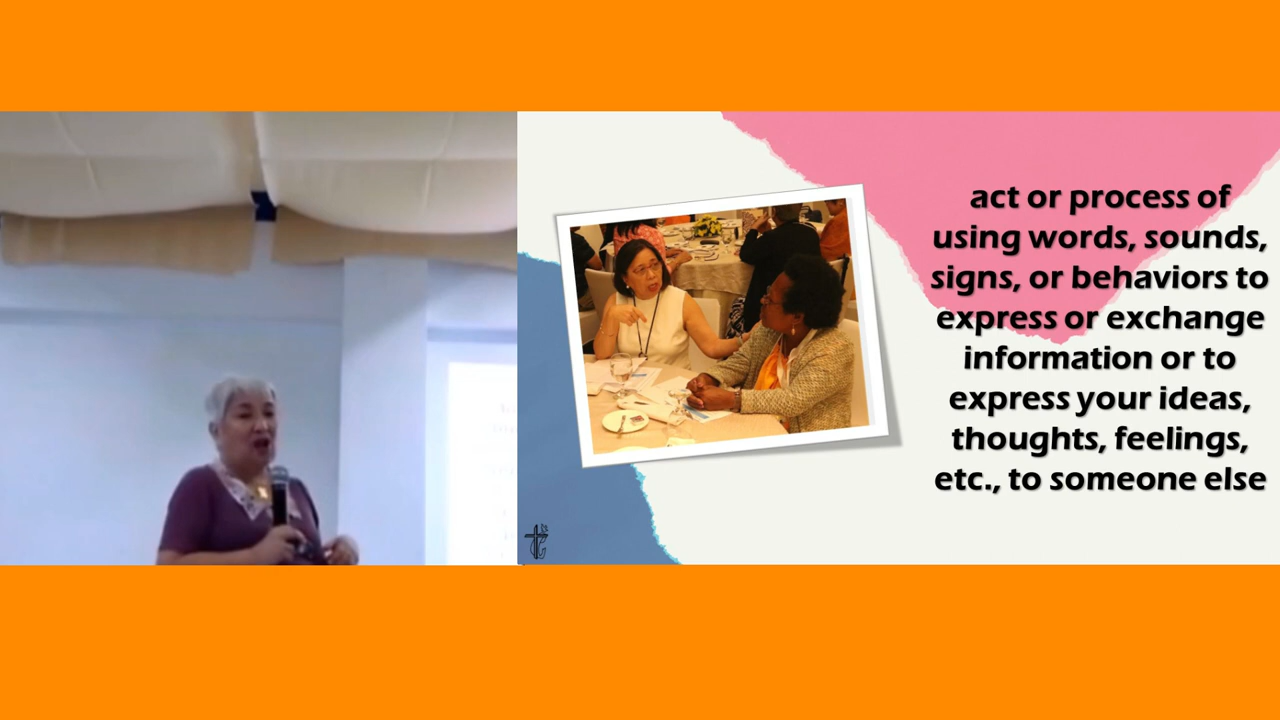 act or process of
using words, sounds,
signs, or behaviors to
express or exchange
information or to
express your ideas,
thoughts, feelings,
etc., to someone else